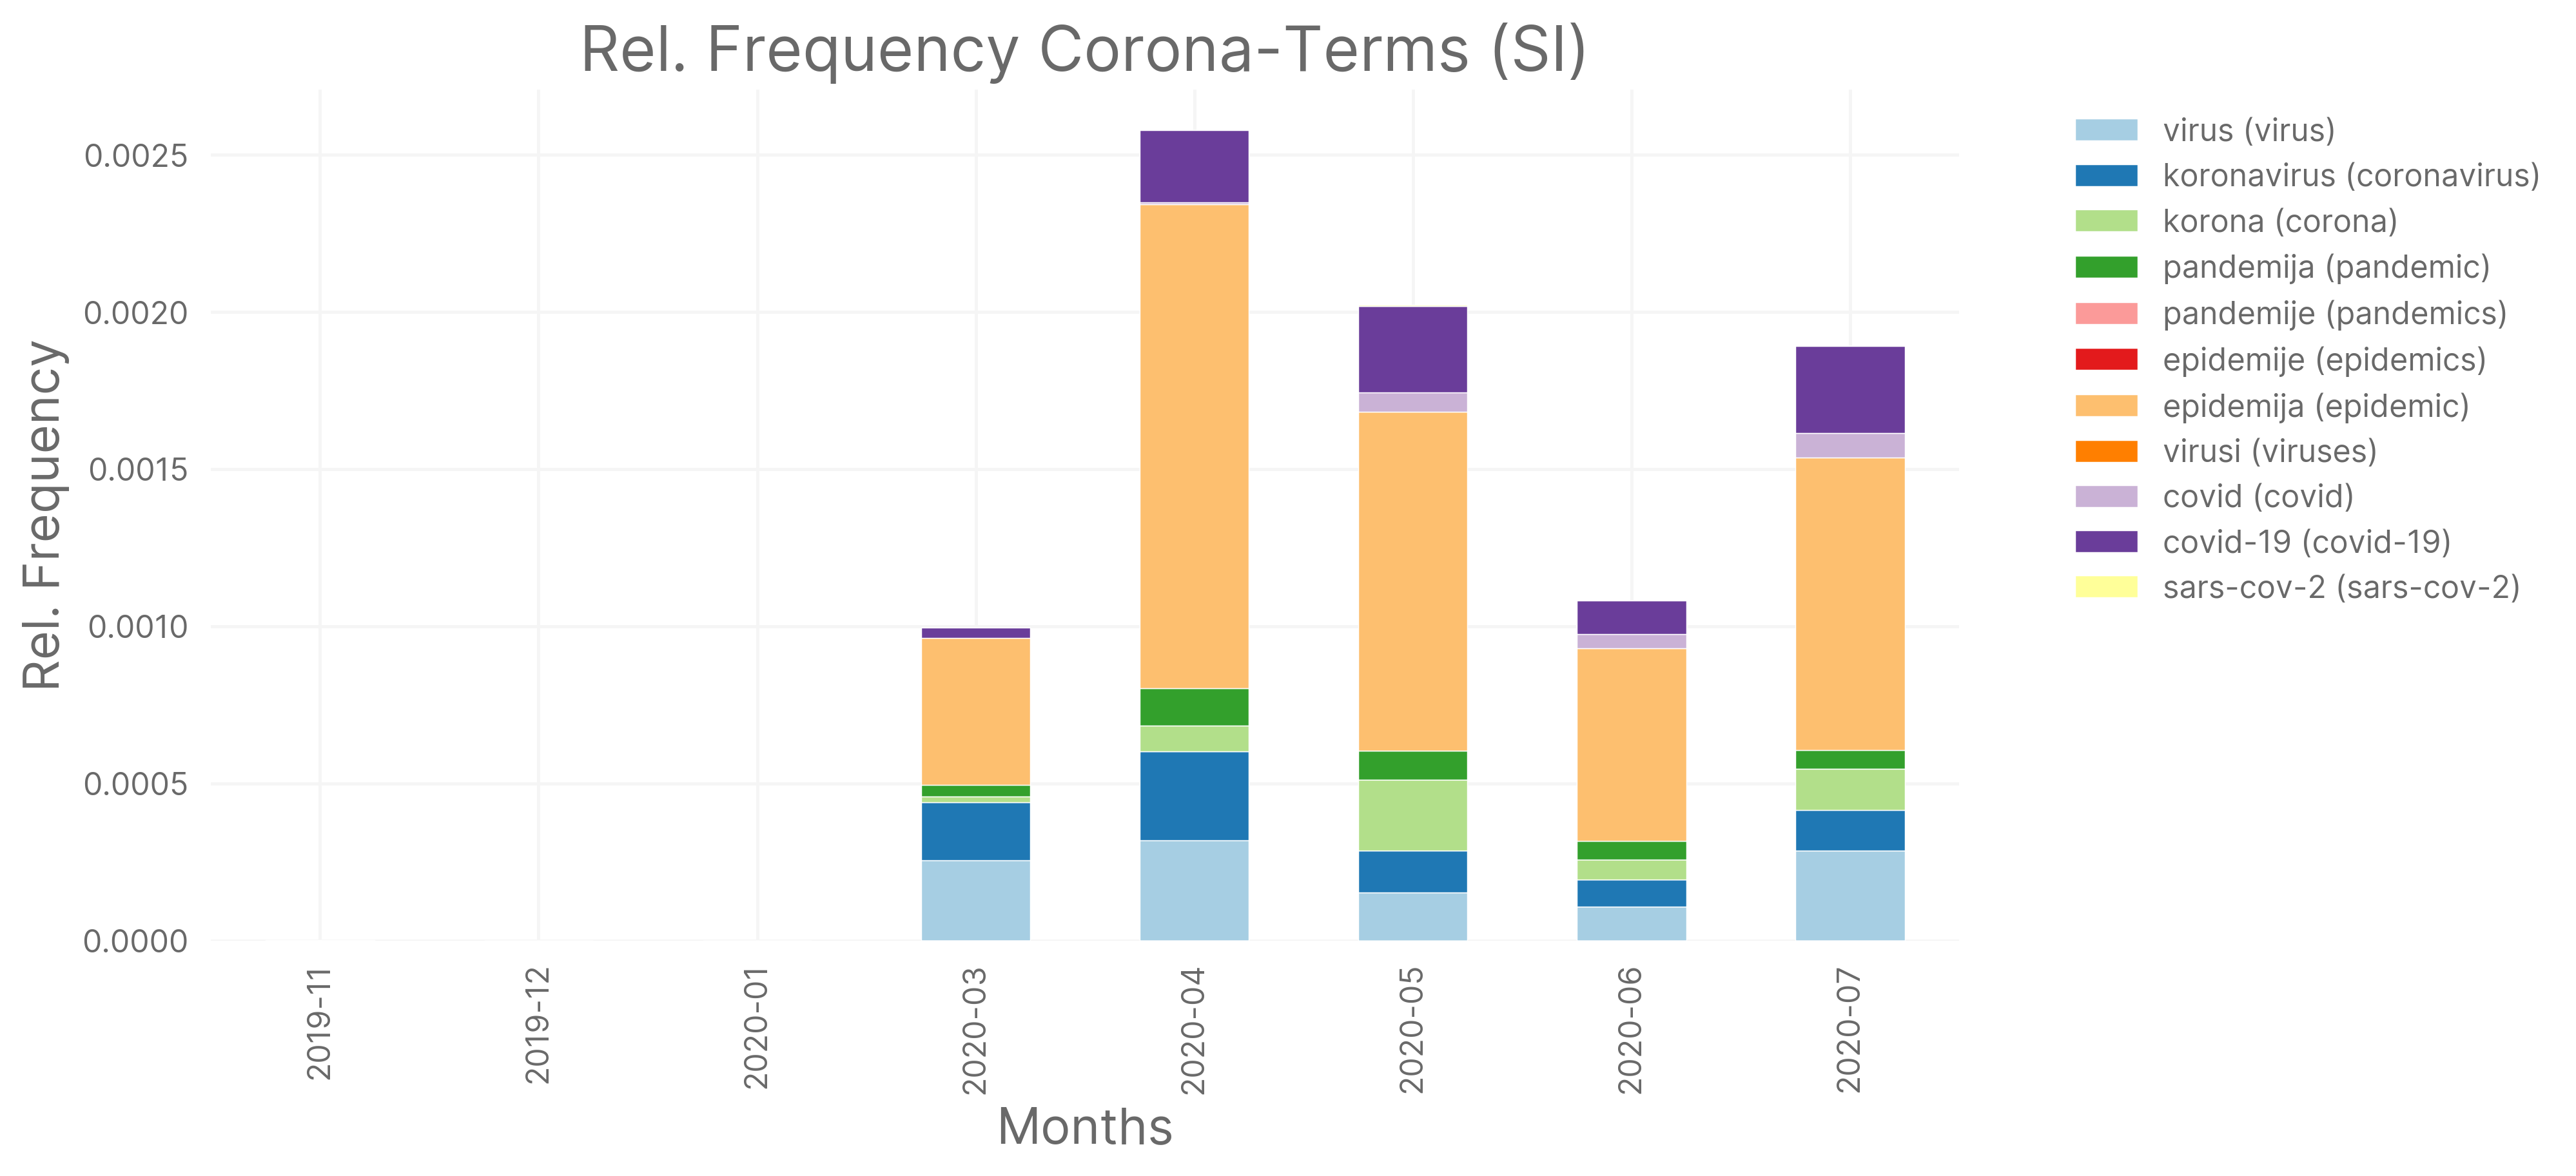 Rel. Frequency Corona-Terms (SI)
Rel. Frequency
0.0025
0.0020
0.0015
0.0010
0.0005
0.0000
2019-11
2019-12
2020-01
2020-03
2020-04
2020-05
2020-06
2020-07
Months
virus (virus)
koronavirus (coronavirus)
korona (corona)
pandemija (pandemic)
pandemije (pandemics)
epidemije (epidemics)
epidemija (epidemic)
virusi (viruses)
covid (covid)
covid-19 (covid-19)
sars-cov-2 (sars-cov-2)